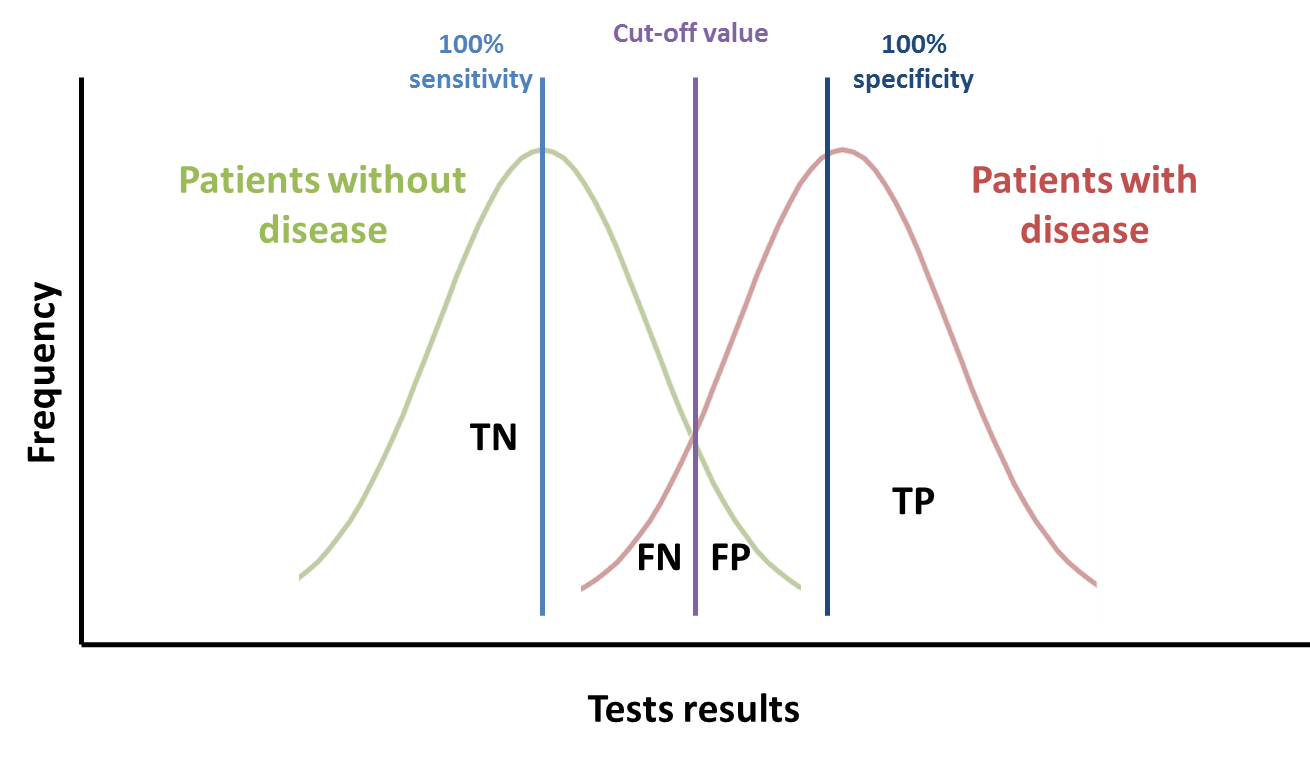 Cut-off value
100%
sensitivity
100%
specificity
Patients without
disease
Patients with
disease
Frequency
TN
TP
FN
FP
Tests results